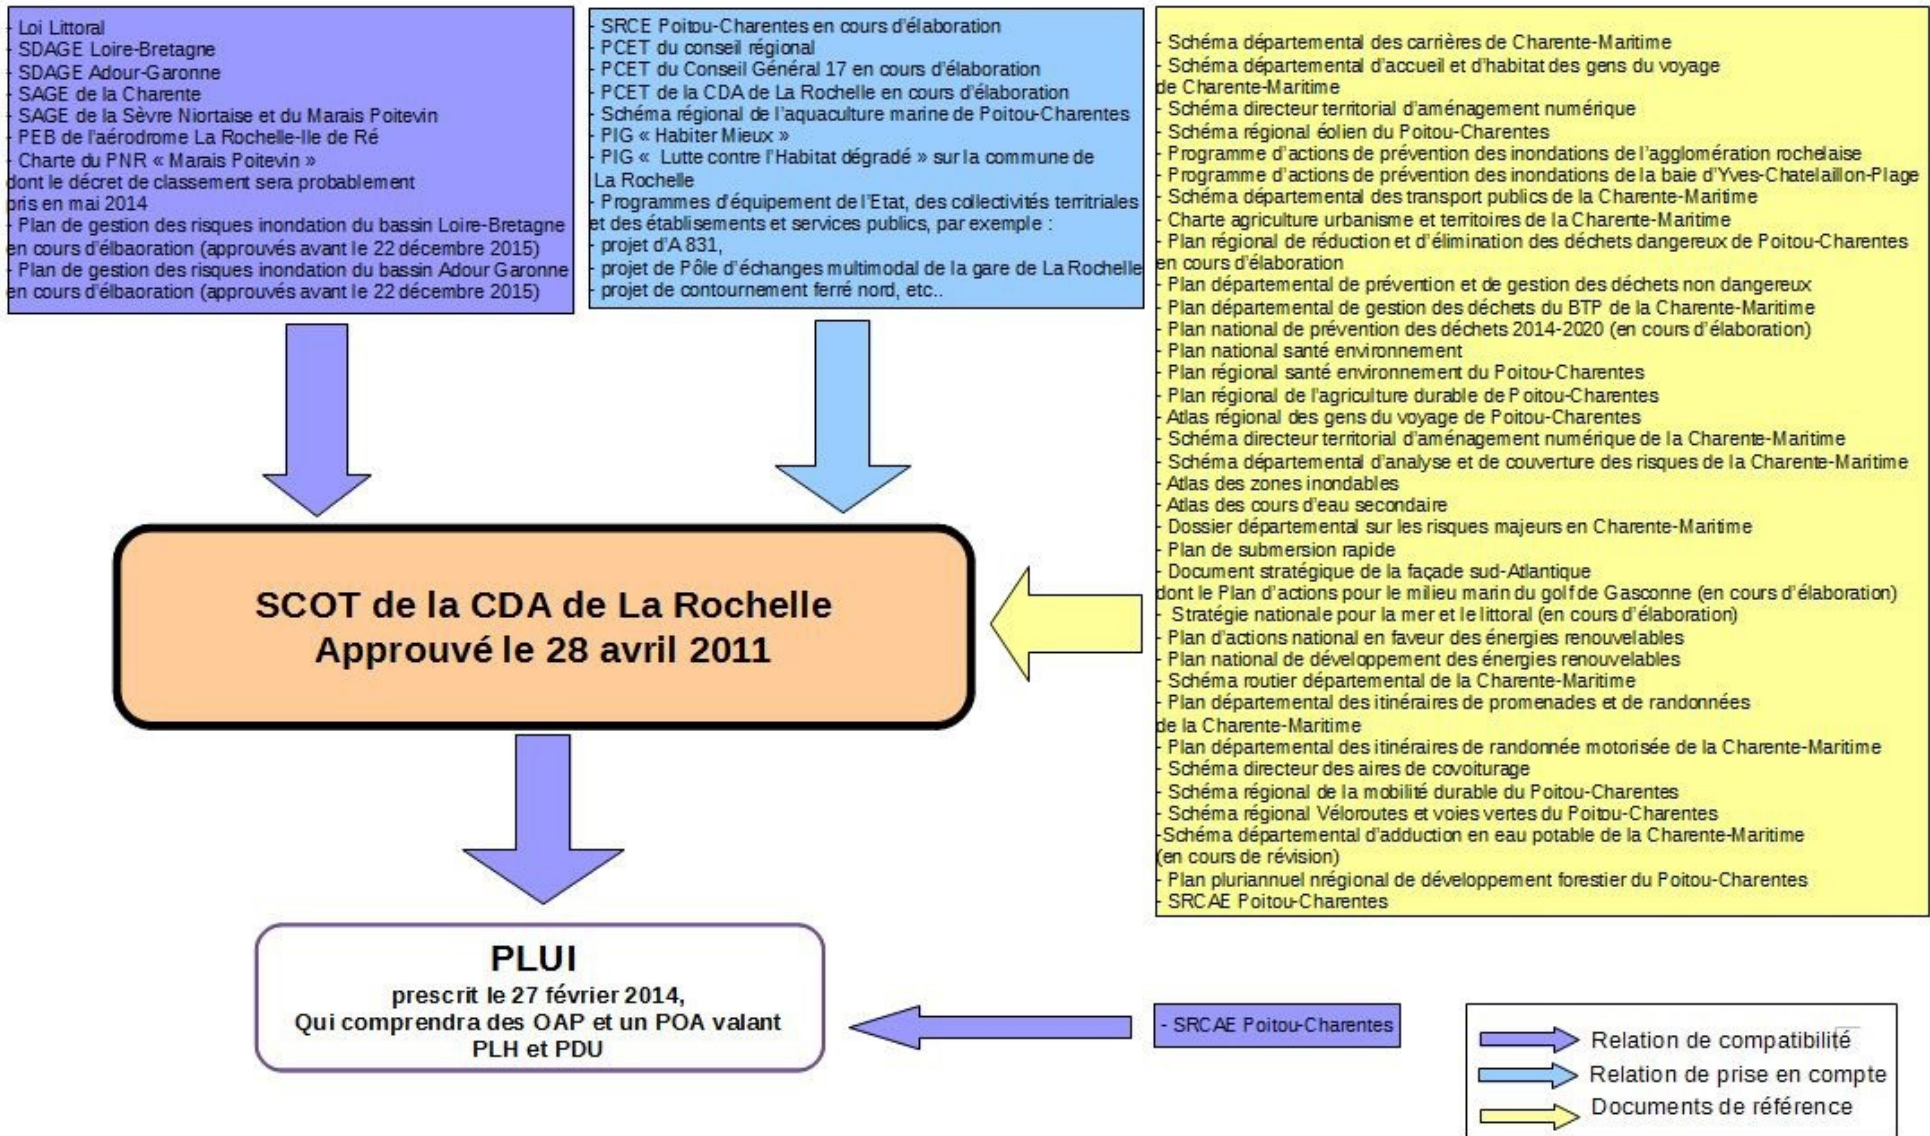 - Loi Littoral
- SDAGE Loire-Bretagne
- SDAGE Adour-Garonne
- SAGE de la Charente
- SAGE de la Sèvre Niortaise et du Marais Poitevin
- PEB de l'aérodrome La Rochelle-Ile de Ré
- Charte du PNR « Marais Poitevin »
dont le décret de classement sera probablement
pris en mai 2014
- Plan de gestion des risques inondation du bassin Loire-Bretagne
en cours d'élbaoration (approuvés avant le 22 décembre 2015)
- Plan de gestion des risques inondation du bassin Adour Garonne
en cours d'élbaoration (approuvés avant le 22 décembre 2015)
- SRCE Poitou-Charentes en cours d'élaboration
- PCET du conseil régional
- PCET du Conseil Général 17 en cours d'élaboration
- PCET de la CDA de La Rochelle en cours d'élaboration
- Schéma régional de l'aquaculture marine de Poitou-Charentes
- PIG « Habiter Mieux »
- PIG « Lutte contre l'Habitat dégradé » sur la commune de
La Rochelle
- Programmes d'équipement de l'Etat, des collectivités territriales
et des établissements et services publics, par exemple :
- projet d'A 831,
- projet de Pôle d'échanges multimodal de la gare de La Rochelle
- projet de contournement ferré nord, etc..
- Schéma départemental des carrières de Charente-Maritime
- Schéma départemental d'accueil et d'habitat des gens du voyage
de Charente-Maritime
- Schéma directeur territorial d'aménagement numérique
- Schéma régional éolien du Poitou-Charentes
- Programme d'actions de prévention des inondations de l'agglomération rochelaise
- Programme d'actions de prévention des inondations de la baie d'Yves-Chatelaillon-Plage
- Schéma départemental des transport publics de la Charente-Maritime
- Charte agriculture urbanisme et territoires de la Charente-Maritime
- Plan régional de réduction et d'élimination des déchets dangereux de Poitou-Charentes
en cours d'élaboration
- Plan départemental de prévention et de gestion des déchets non dangereux
- Plan départemental de gestion des déchets du BTP de la Charente-Maritime
- Plan national de prévention des déchets 2014-2020 (en cours d'élaboration)
- Plan national santé environnement
- Plan régional santé environnement du Poitou-Charentes
- Plan régional de l'agriculture durable de Poitou-Charentes
- Atlas régional des gens du voyage de Poitou-Charentes
- Schéma directeur territorial d'aménagement numérique de la Charente-Maritime
- Schéma départemental d'analyse et de couverture des risques de la Charente-Maritime
- Atlas des zones inondables
- Atlas des cours d'eau secondaire
- Dossier départemental sur les risques majeurs en Charente-Maritime
- Plan de submersion rapide
- Document stratégique de la façade sud-Atlantique
dont le Plan d'actions pour le milieu marin du golf de Gasconne (en cours d'élaboration)
- Stratégie nationale pour la mer et le littoral (en cours d'élaboration)
- Plan d'actions national en faveur des énergies renouvelables
- Plan national de développement des énergies renouvelables
- Schéma routier départemental de la Charente-Maritime
- Plan départemental des itinéraires de promenades et de randonnées
de la Charente-Maritime
- Plan départemental des itinéraires de randonnée motorisée de la Charente-Maritime
- Schéma directeur des aires de covoiturage
- Schéma régional de la mobilité durable du Poitou-Charentes
- Schéma régional Véloroutes et voies vertes du Poitou-Charentes
-Schéma départemental d'adduction en eau potable de la Charente-Maritime
(en cours de révision)
- Plan pluriannuel nrégional de développement forestier du Poitou-Charentes
- SRCAE Poitou-Charentes
SCOT de la CDA de La Rochelle
Approuvé le 28 avril 2011
PLUI
prescrit le 27 février 2014,
Qui comprendra des OAP et un POA valant
PLH et PDU
- SRCAE Poitou-Charentes
Relation de compatibilité
Relation de prise en compte
Documents de référence